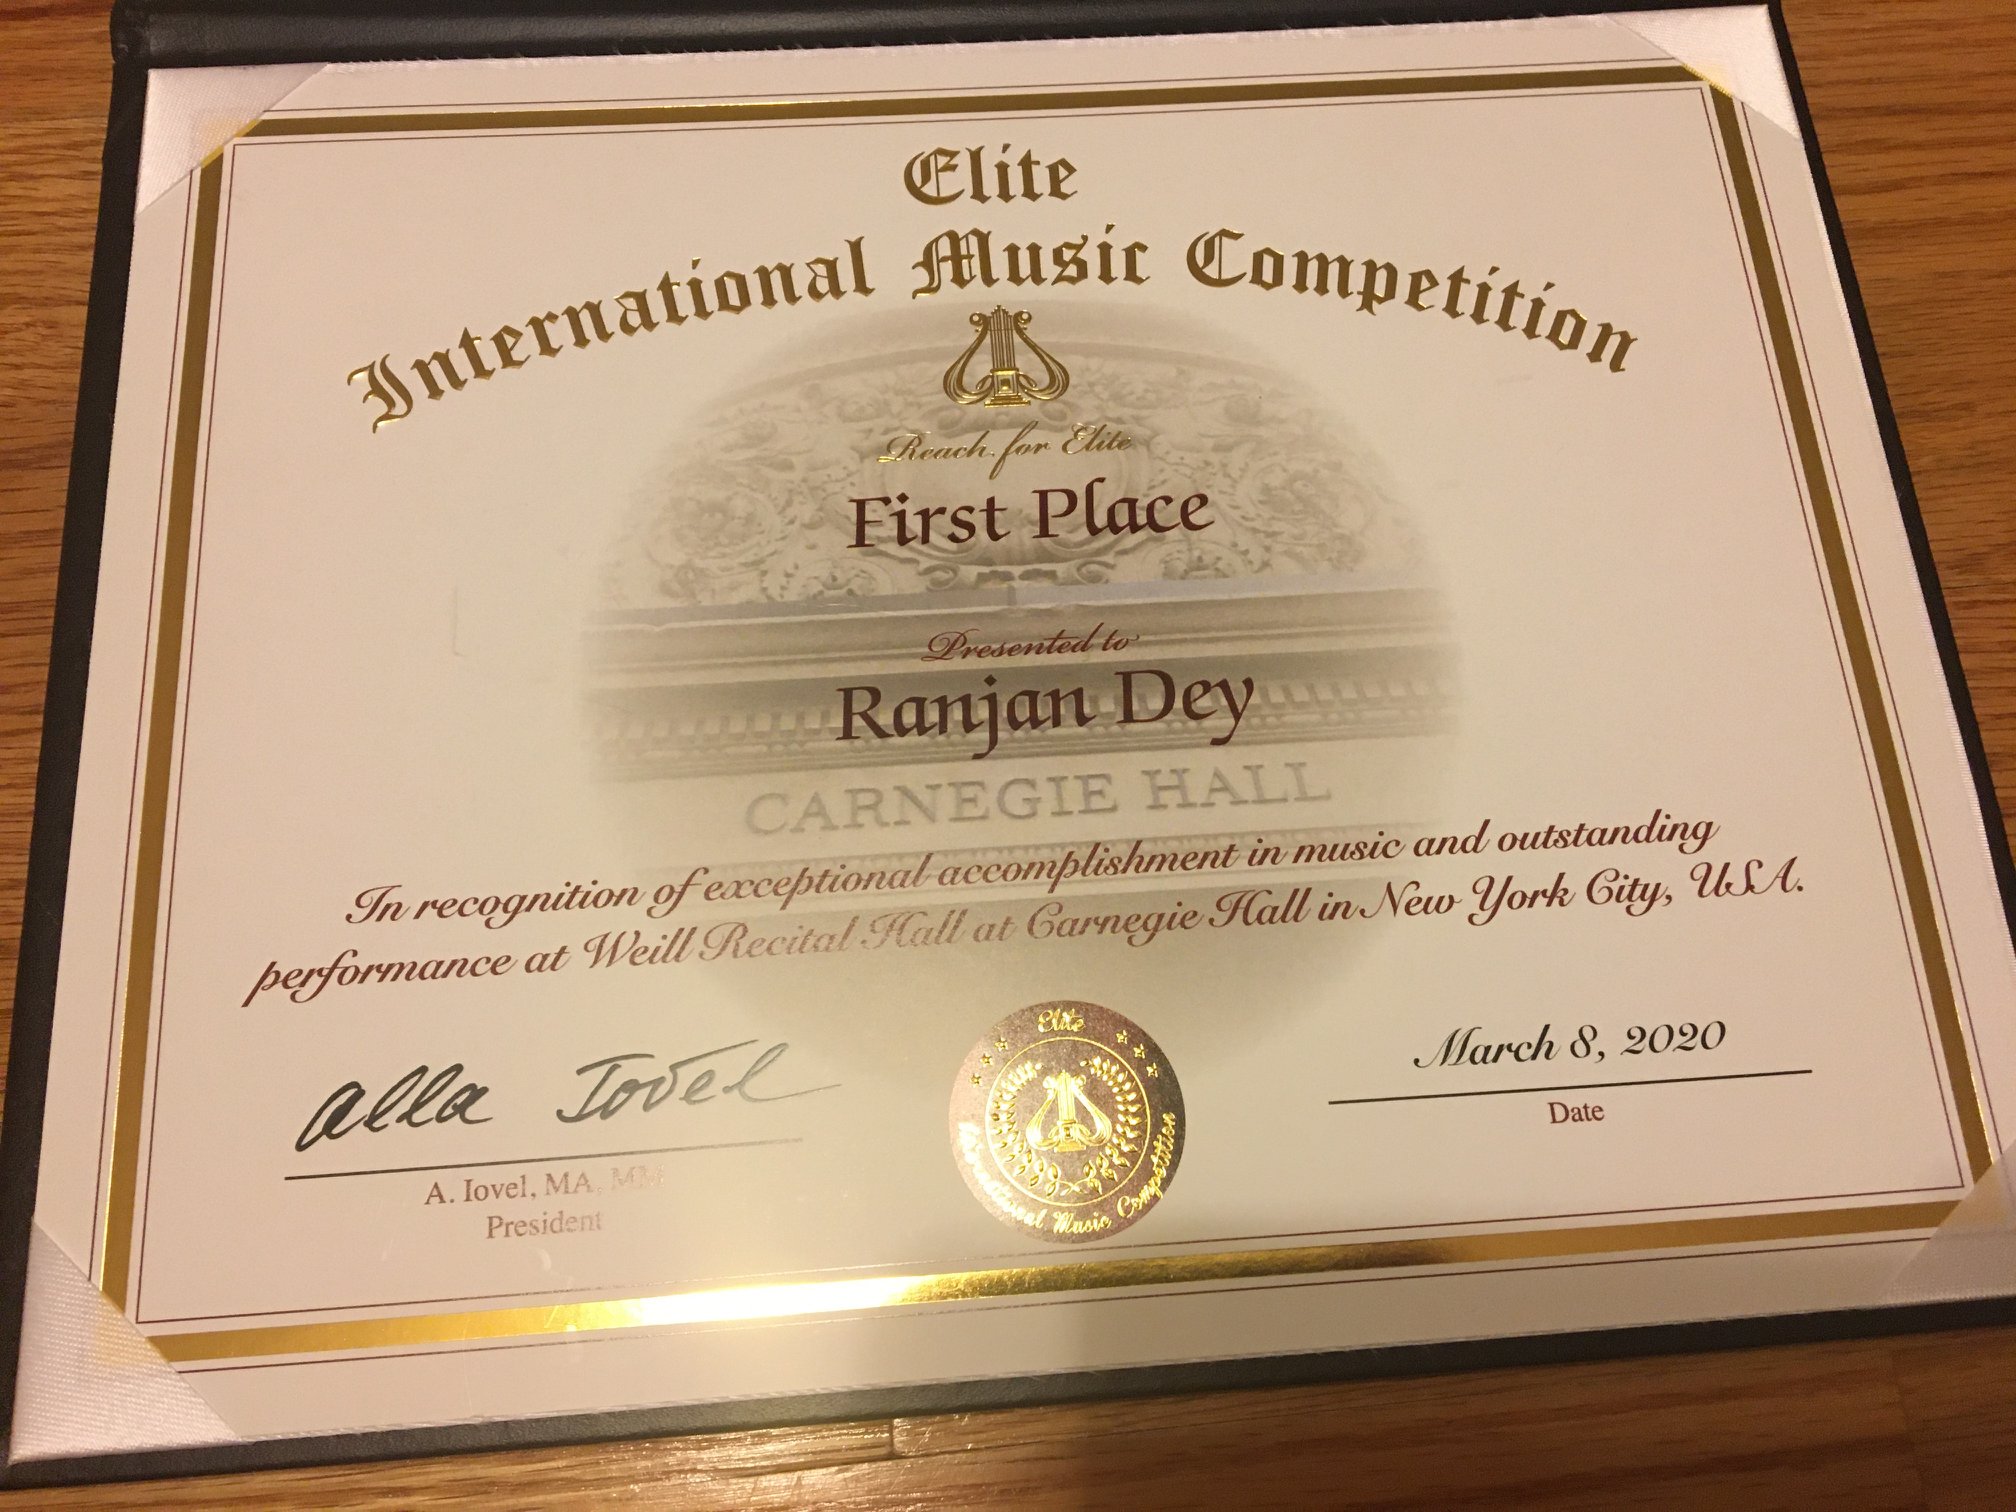 Elite
International Music Competition
Reach for Elite
First Place
Presented to
Ranjan Dey
CARNEGIE HALL
In recognition of exceptional accomplishment in music and outstanding
performance at Weill Recital Hall at Carnegie Hall in New York City, USA.
Alla Iovel
A. Iovel, MA, MM
President
Elite
International Music Competition
March 8, 2020
Date